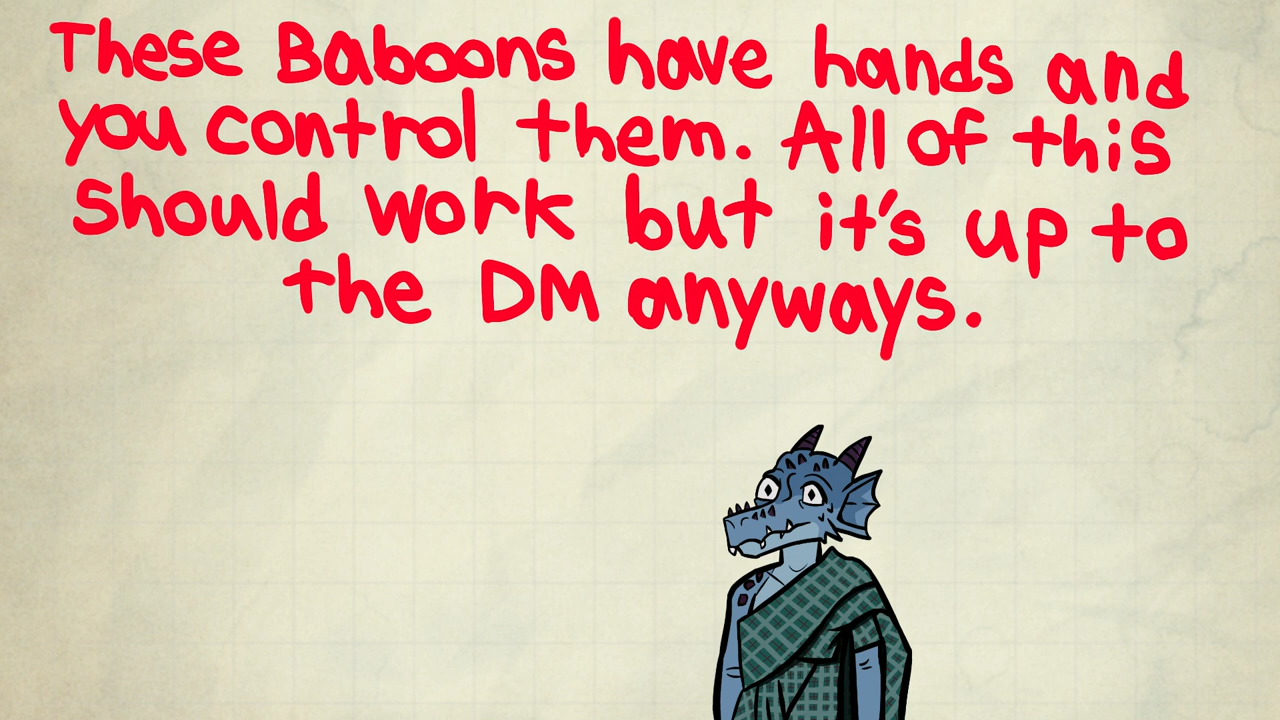 These Baboons have hands and
you control them. All of this
should work but it's up to
the DM anyways.